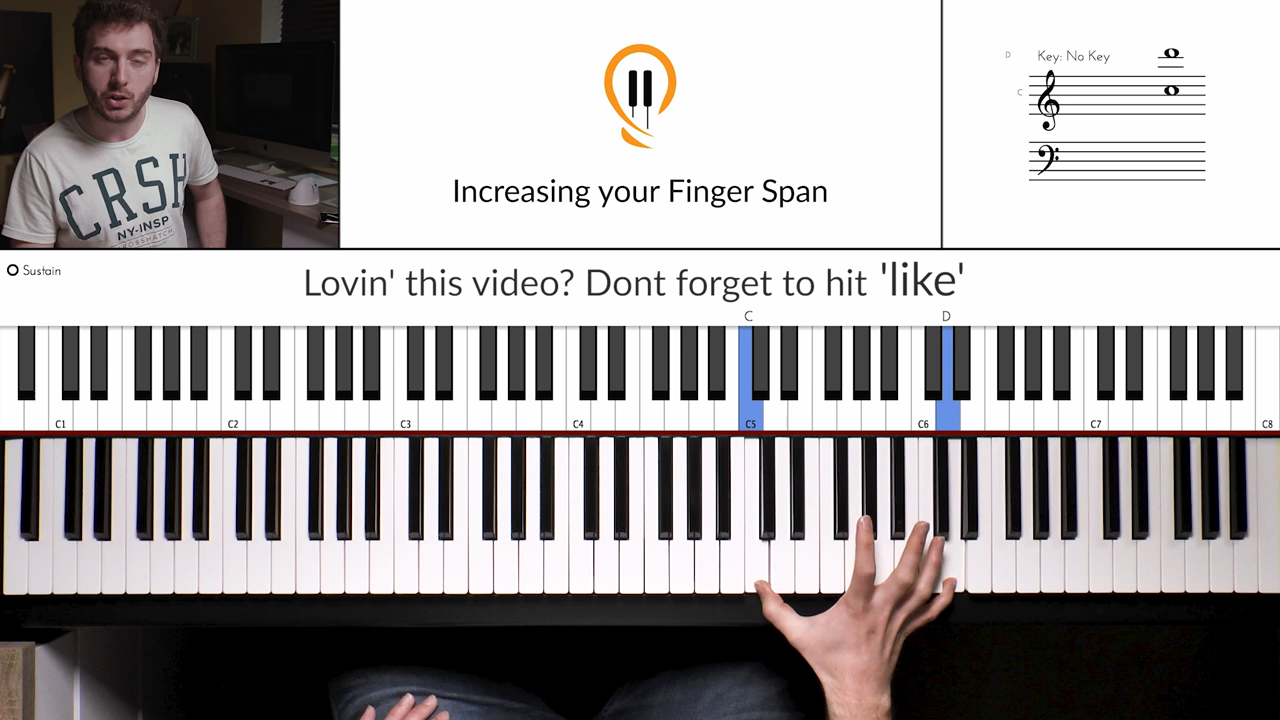 CRSH
NY-INSP
CROSSHATCH
Increasing your Finger Span
D
Key: No Key
C
Sustain
Lovin' this video? Dont forget to hit 'like'
C D
C1 C2 C3 C4 C5 C6 C7 C8